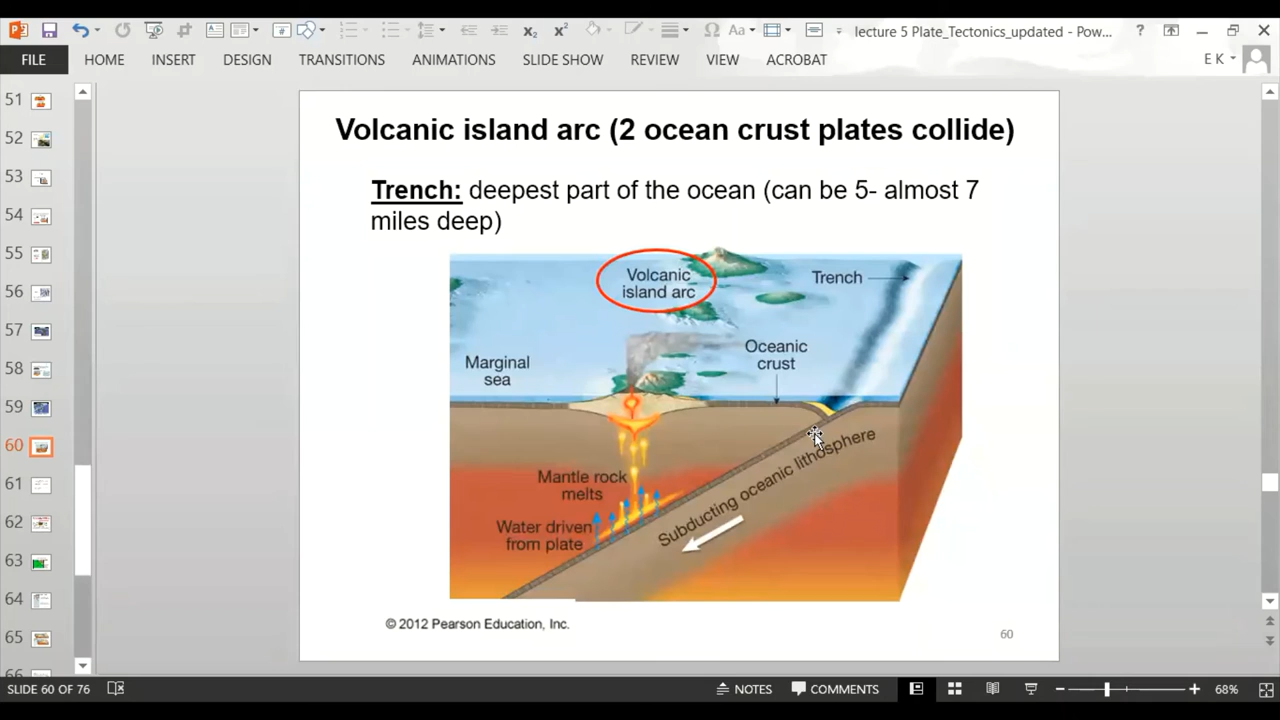 lecture 5 Plate_Tectonics_updated - Pow...
?
FILE
HOME
INSERT
DESIGN
TRANSITIONS
ANIMATIONS
SLIDE SHOW
REVIEW
VIEW
ACROBAT
E K
51
52
53
54
55
56
57
58
59
60
61
62
63
64
65
Volcanic island arc (2 ocean crust plates collide)
Trench: deepest part of the ocean (can be 5- almost 7
miles deep)
Volcanic
island arc
Trench
Oceanic
crust
Marginal
sea
Mantle rock
melts
Water driven
from plate
Subducting oceanic lithosphere
© 2012 Pearson Education, Inc.
60
SLIDE 60 OF 76
NOTES
COMMENTS
68%